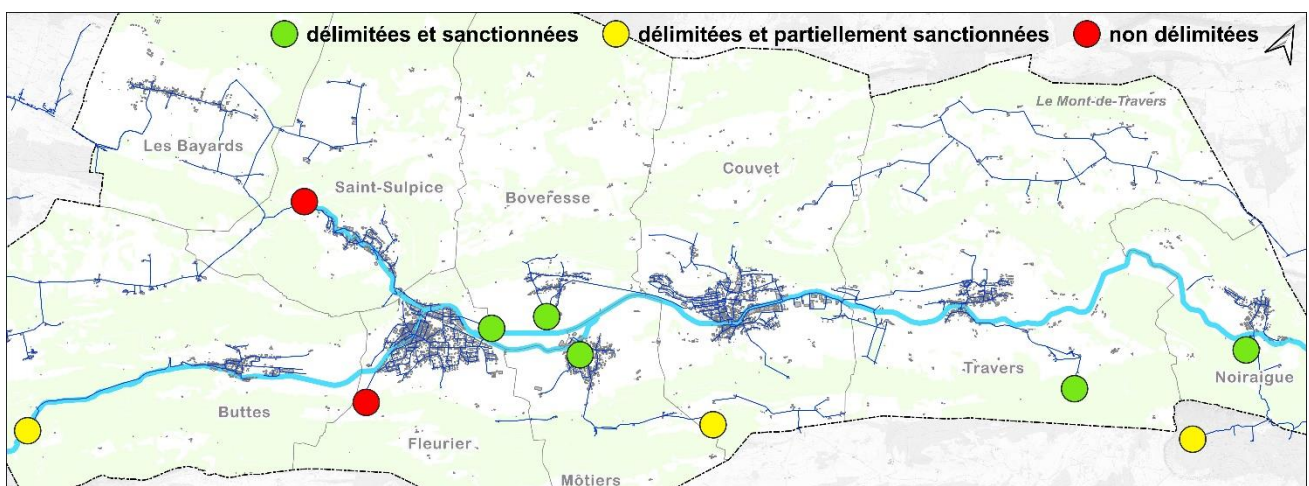 délimitées et sanctionnées
délimitées et partiellement sanctionnées
non délimitées
Le Mont-de-Travers
Les Bayards
Saint-Sulpice
Boveresse
Couvet
Travers
Noiraigue
Buttes
Fleurier
Môtiers